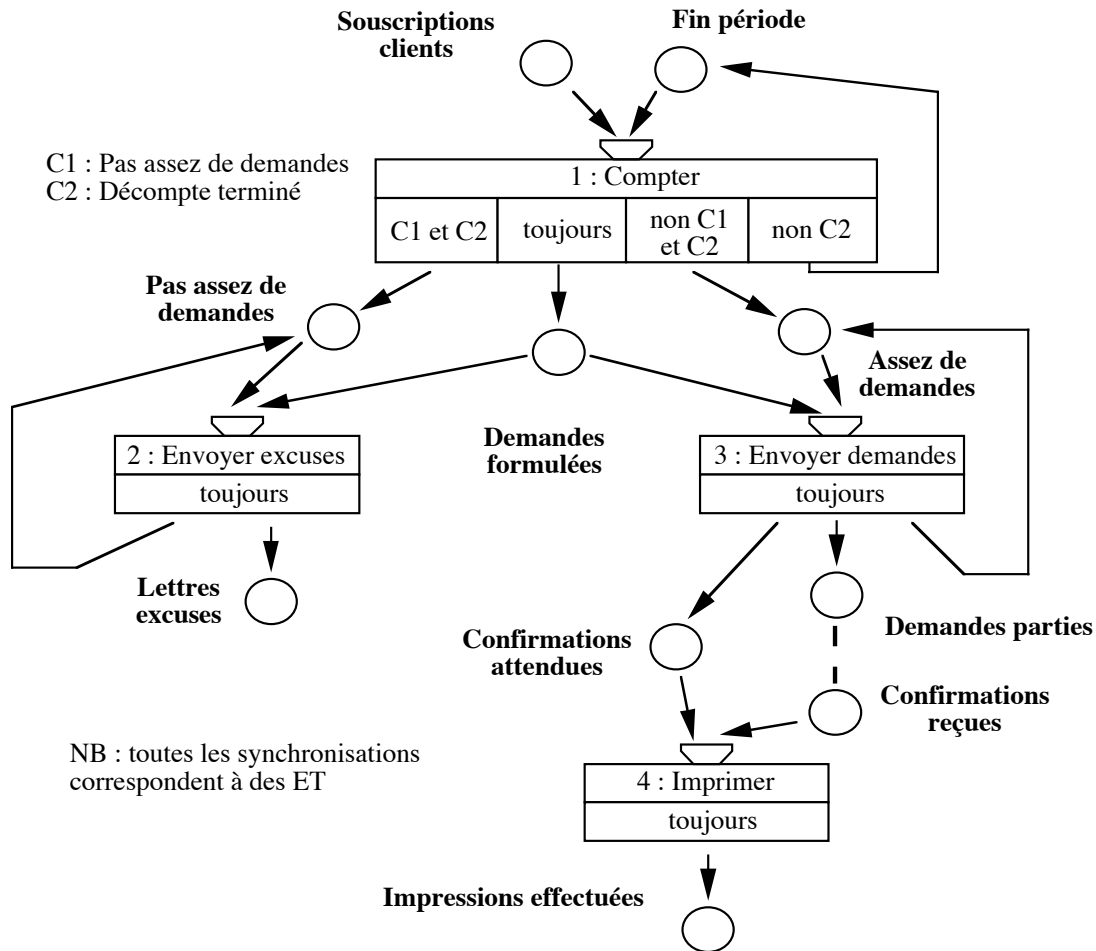 Souscriptions
clients
Fin période
C1 : Pas assez de demandes
C2 : Décompte terminé
1 : Compter
C1 et C2
toujours
non C1
et C2
non C2
Pas assez de
demandes
Assez de
demandes
Demandes
formulées
2 : Envoyer excuses
toujours
3 : Envoyer demandes
toujours
Lettres
excuses
Demandes parties
Confirmations
attendues
Confirmations
reçues
NB : toutes les synchronisations
correspondent à des ET
4 : Imprimer
toujours
Impressions effectuées